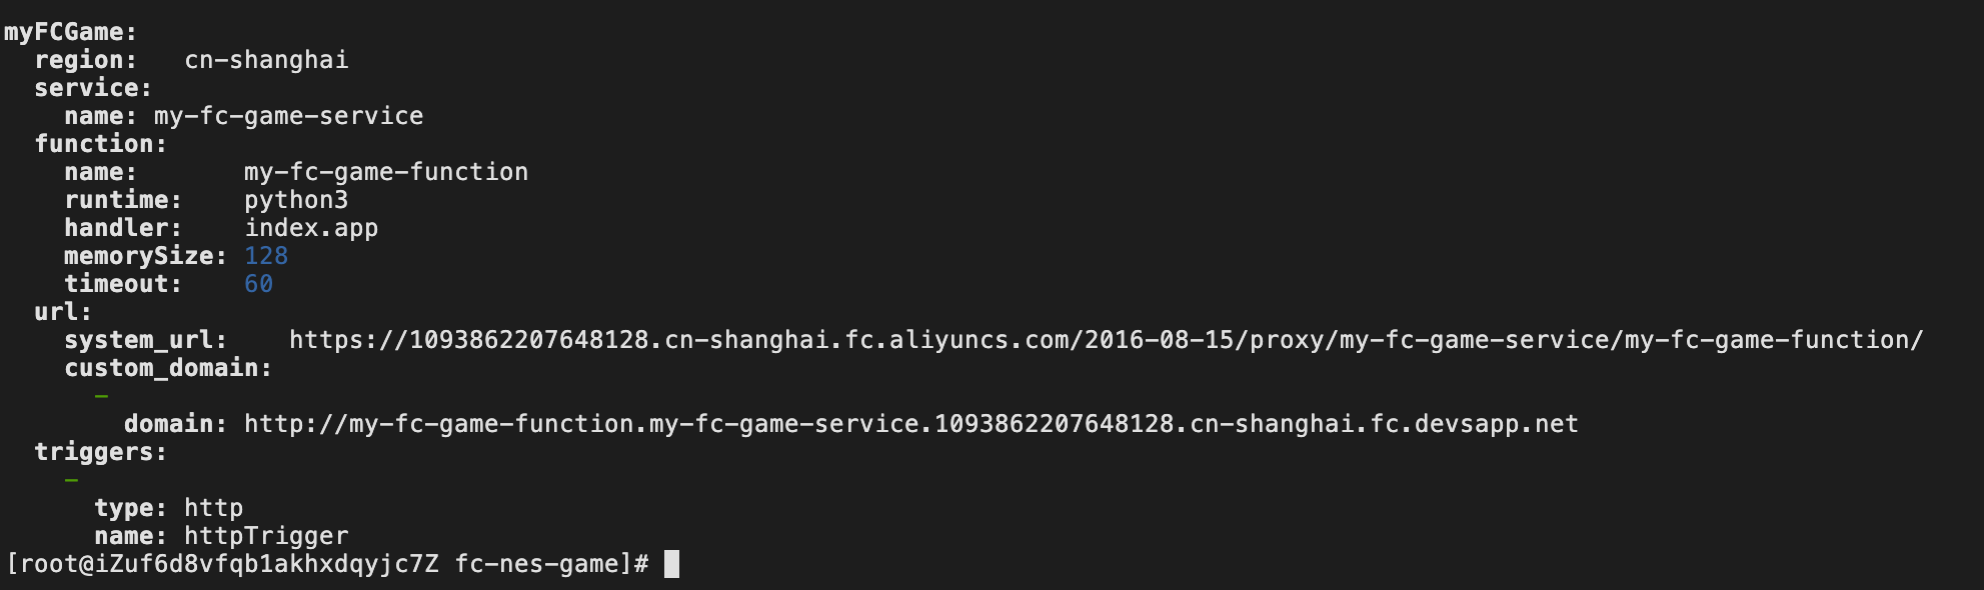 myFCGame:
  region:   cn-shanghai
  service:
    name: my-fc-game-service
  function:
    name:       my-fc-game-function
    runtime:    python3
    handler:    index.app
    memorySize: 128
    timeout:    60
  url:
    system_url:    https://1093862207648128.cn-shanghai.fc.aliyuncs.com/2016-08-15/proxy/my-fc-game-service/my-fc-game-function/
    custom_domain:
      -
        domain: http://my-fc-game-function.my-fc-game-service.1093862207648128.cn-shanghai.fc.devsapp.net
  triggers:
    -
      type: http
      name: httpTrigger
[root@iZuf6d8vfqb1akhxdqyjc7Z fc-nes-game]#